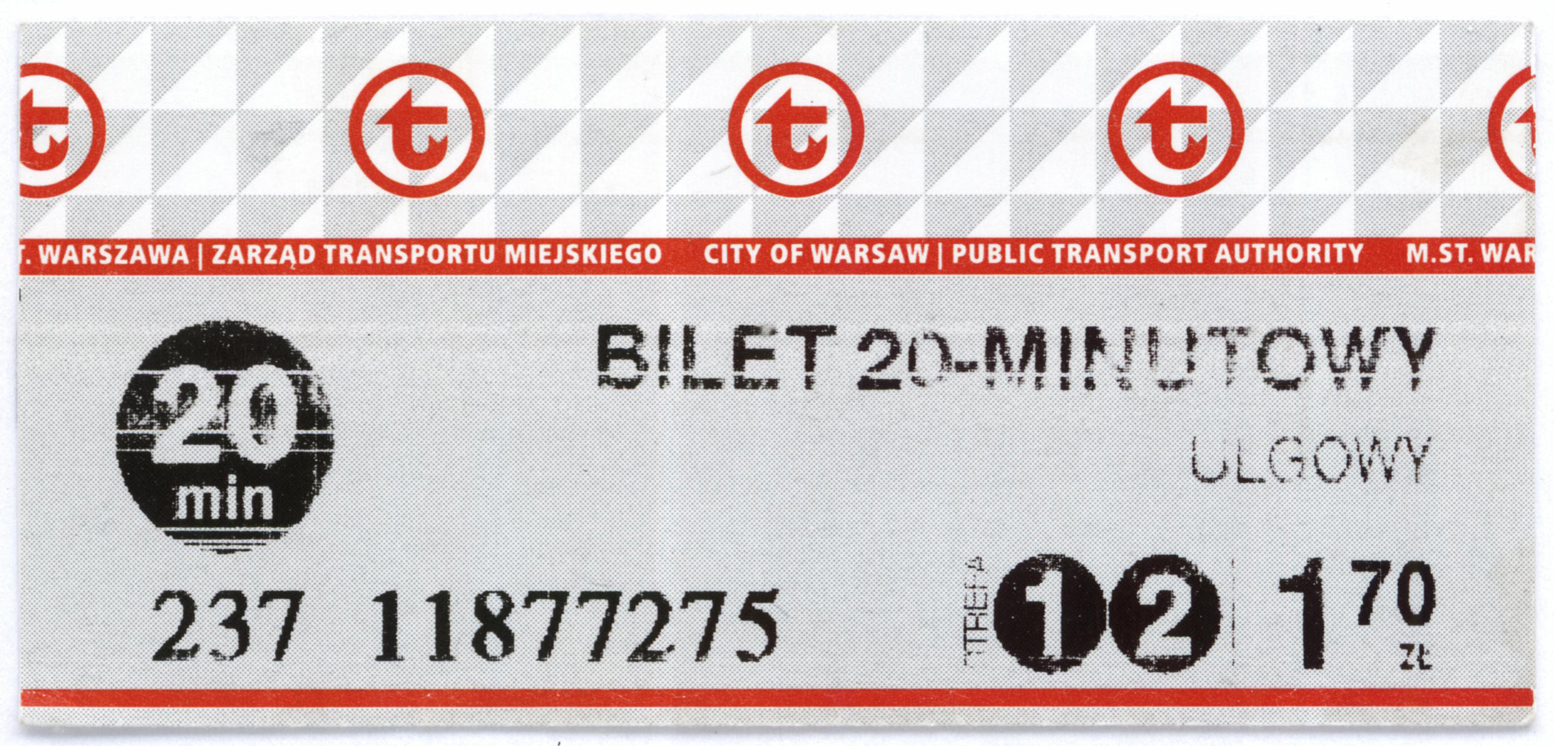 T. WARSZAWA | ZARZĄD TRANSPORTU MIEJSKIEGO CITY OF WARSAW | PUBLIC TRANSPORT AUTHORITY M.ST. WAR
20
min
BILET 20-MINUTOWY
ULGOWY
237 11877275
STREFA 1 2 1 70 ZŁ